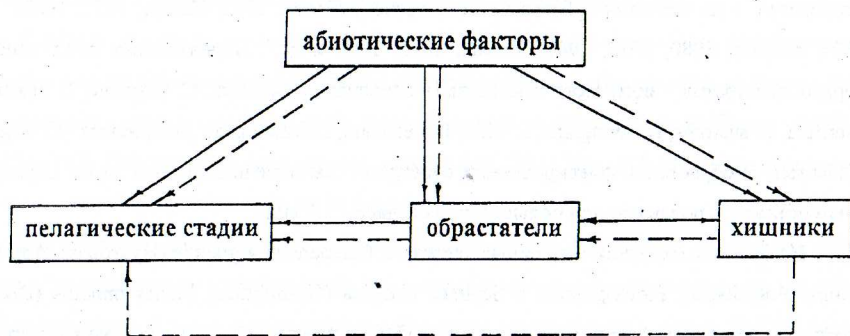 абиотические факторы
пелагические стадии
обрастатели
хищники